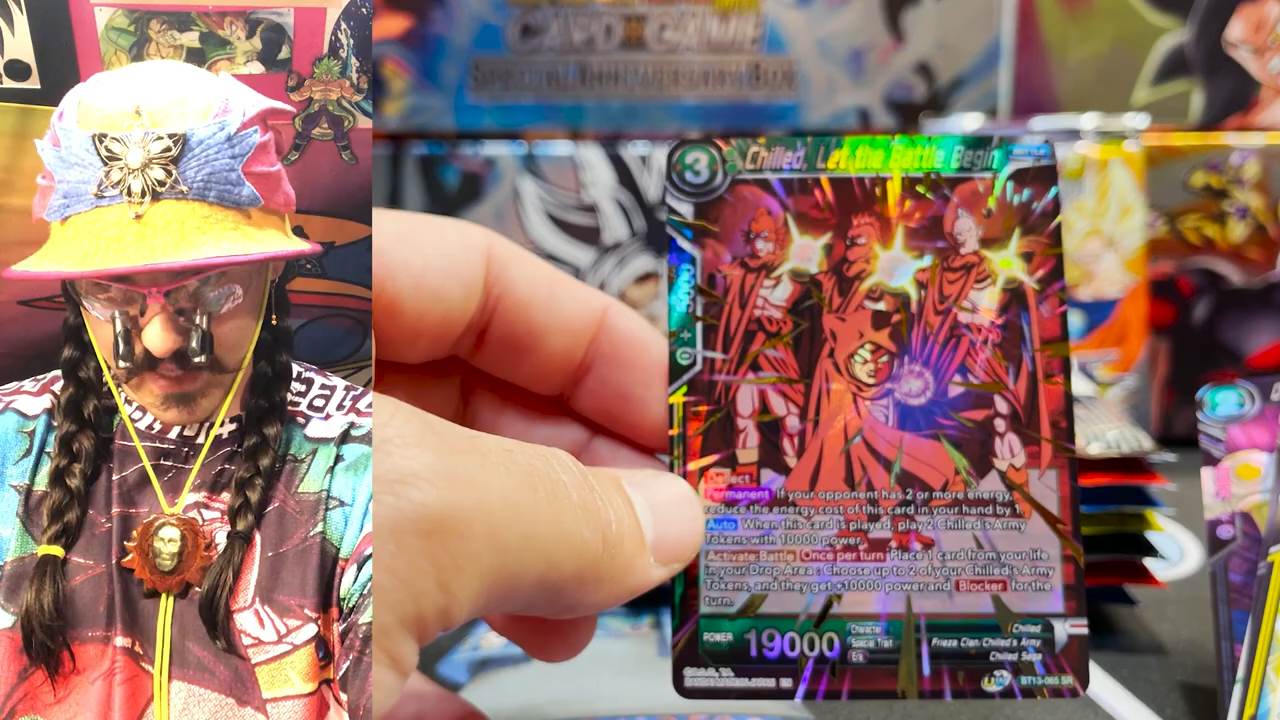 CARD GAME
SPECIAL ANNIVERSARY BOX
3
Chilled, Let the Battle Begin
Deflect
Permanent If your opponent has 2 or more energy,
reduce the energy cost of this card in your hand by 1.
Auto When this card is played, play 2 Chilled's Army
Tokens with 10000 power.
Activate:Battle Once per turn Place 1 card from your life
in your Drop Area : Choose up to 2 of your Chilled's Army
Tokens, and they get +10000 power and Blocker for the
turn.
POWER 19000
Character Chilled
Special Trait Frieza Clan/Chilled's Army
Era Chilled Saga
BT13-065 SR